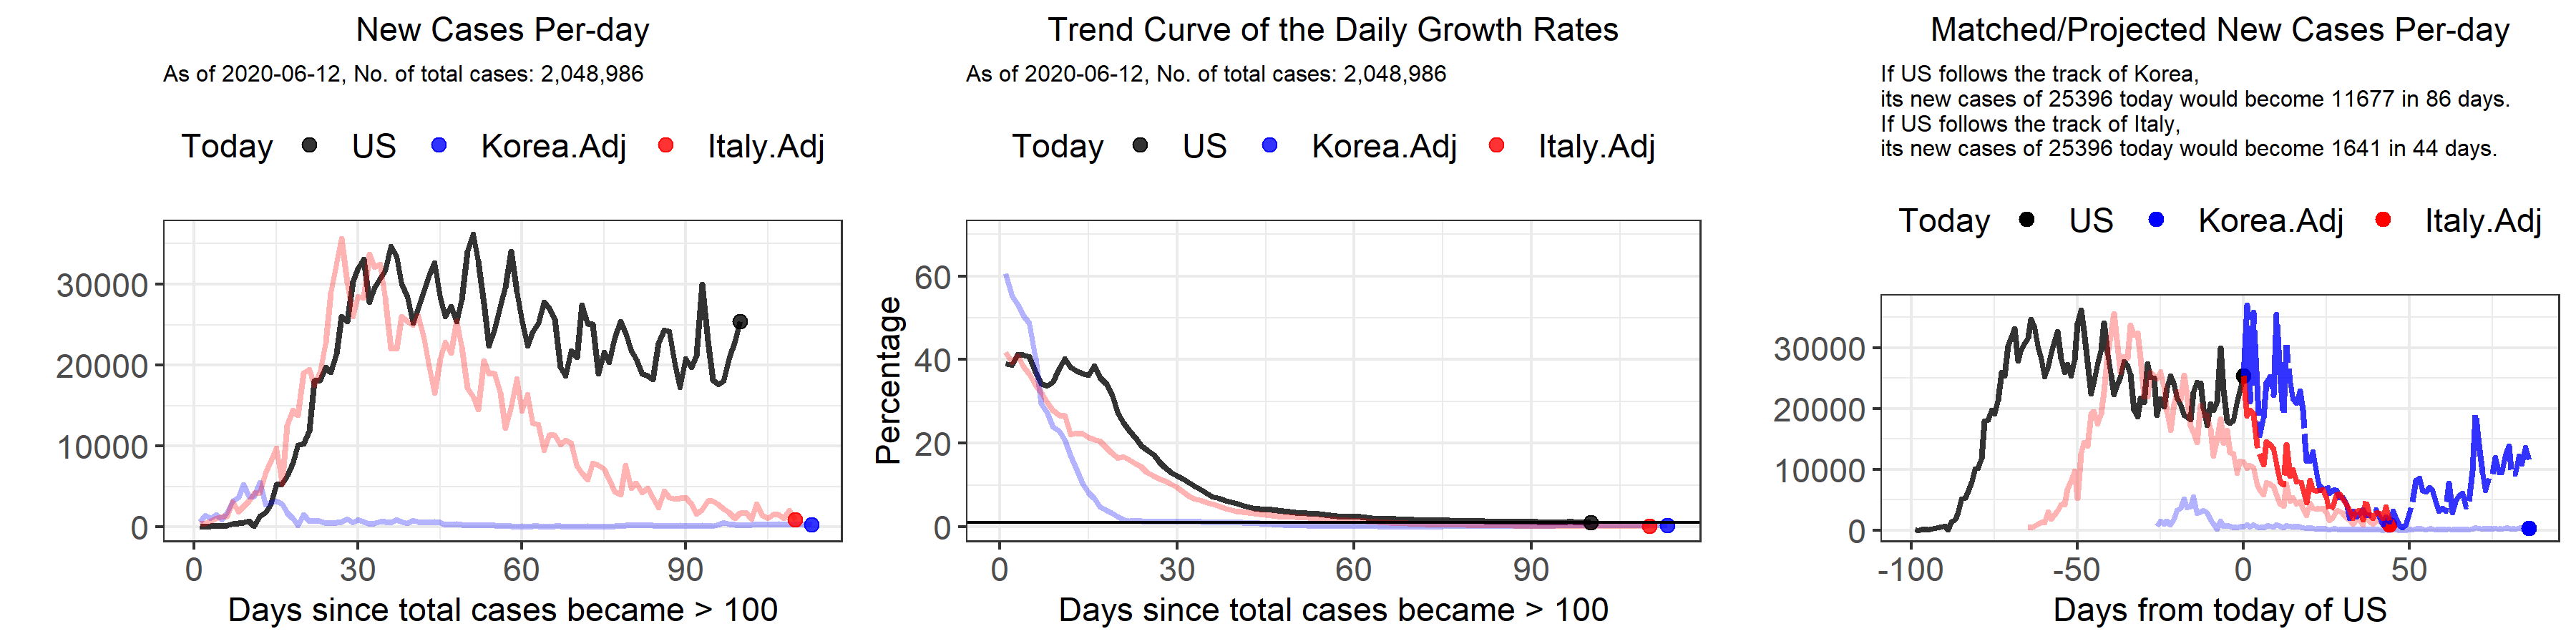 New Cases Per-day
As of 2020-06-12, No. of total cases: 2,048,986
Today US Korea.Adj Italy.Adj
30000
20000
10000
0
0 30 60 90
Days since total cases became > 100
Trend Curve of the Daily Growth Rates
As of 2020-06-12, No. of total cases: 2,048,986
Today US Korea.Adj Italy.Adj
Percentage
60
40
20
0
0 30 60 90
Days since total cases became > 100
Matched/Projected New Cases Per-day
If US follows the track of Korea,
its new cases of 25396 today would become 11677 in 86 days.
If US follows the track of Italy,
its new cases of 25396 today would become 1641 in 44 days.
Today US Korea.Adj Italy.Adj
30000
20000
10000
0
-100 -50 0 50
Days from today of US